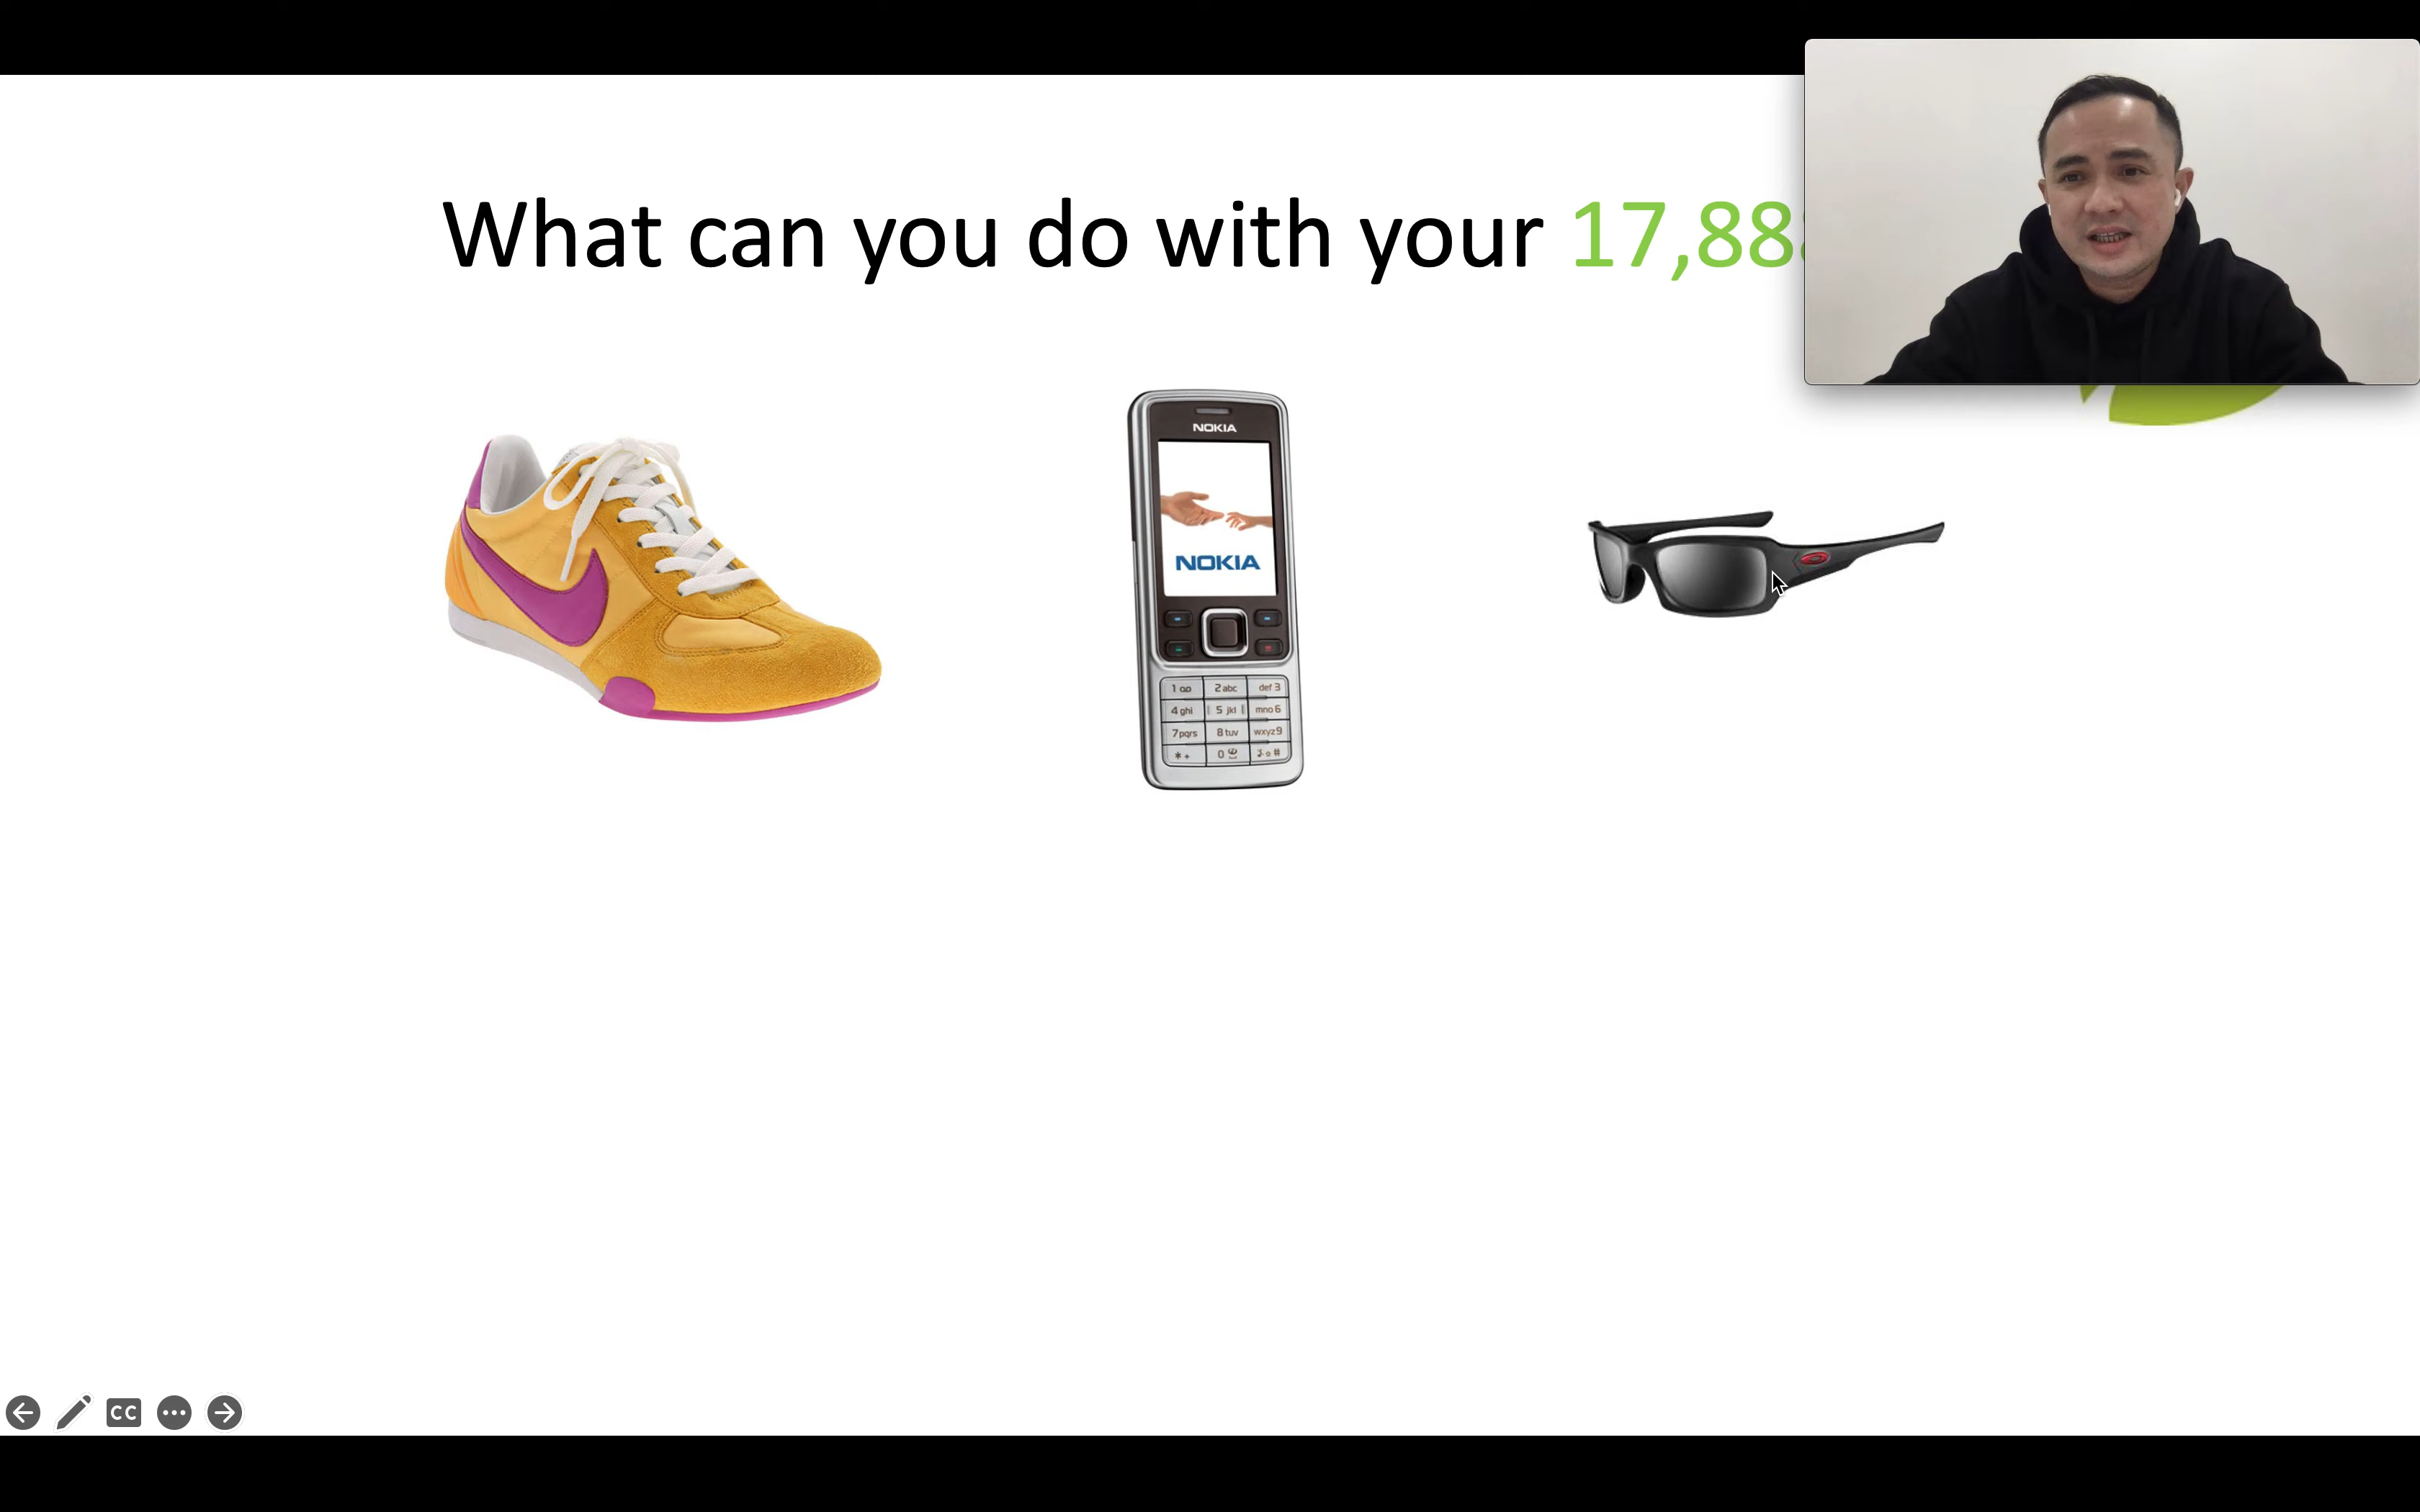 What can you do with your 17,88
NOKIA
NOKIA
1
2 abc
def 3
4 ghi
5 jkl
mno 6
7 pqrs
8 tuv
wxyz 9
* +
0
#
CC